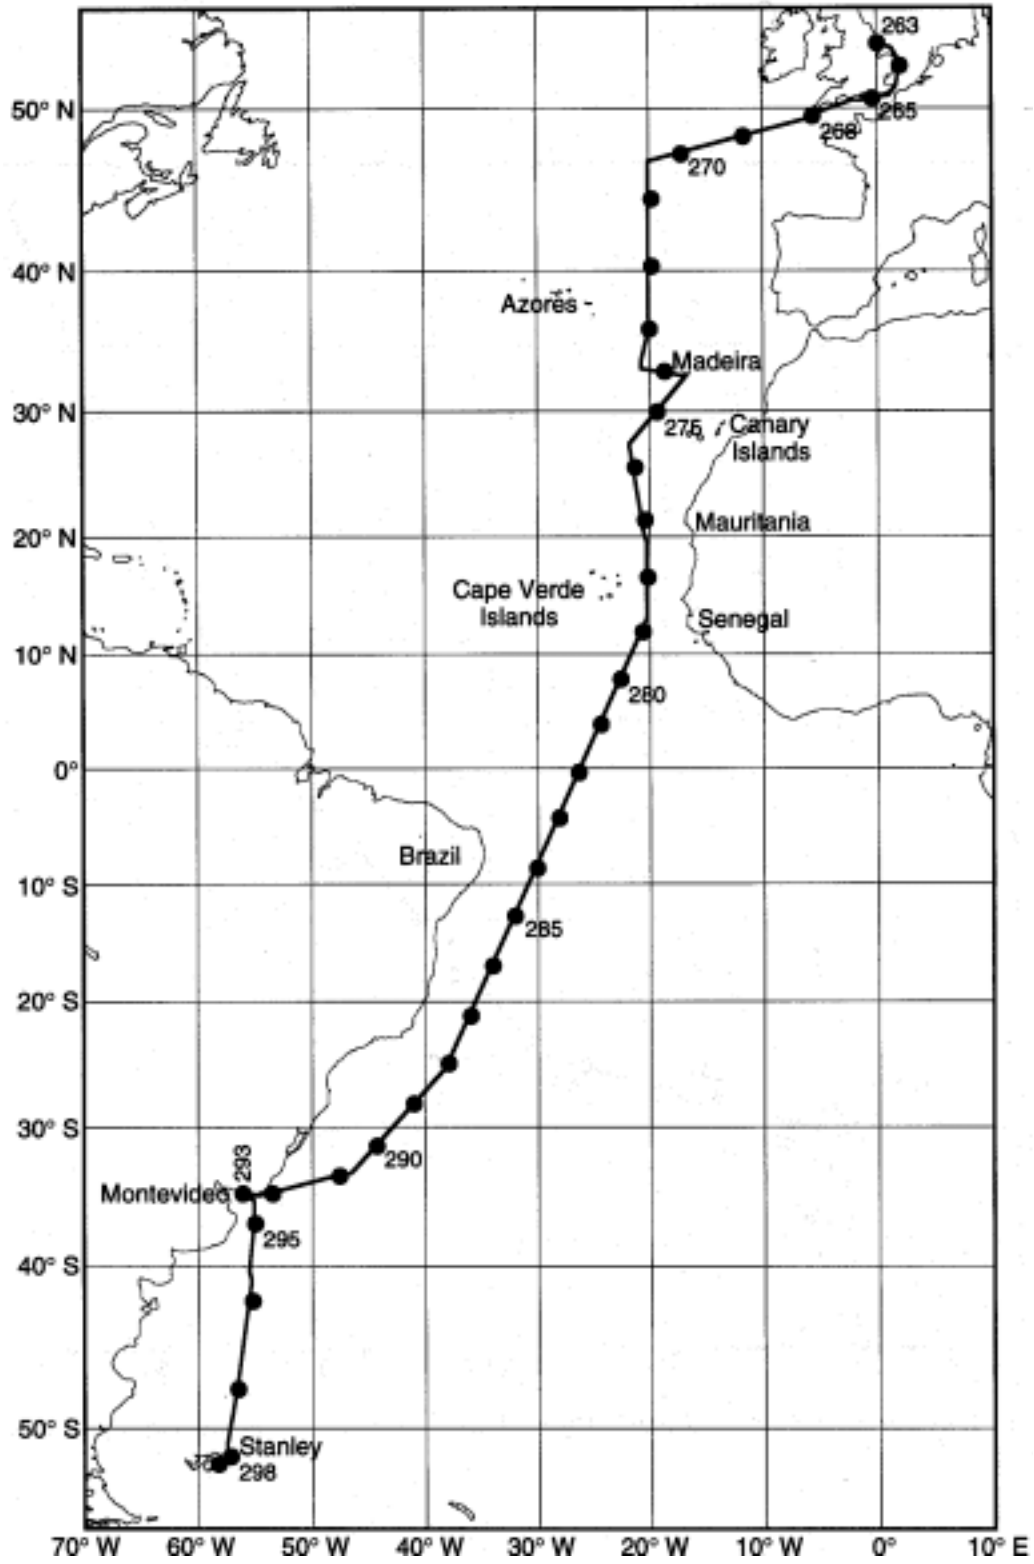 263
50° N
265
268
270
40° N
Azores
Madeira
30° N
275
Canary
Islands
Mauritania
20° N
Cape Verde
Islands
Senegal
10° N
280
0°
Brazil
10° S
285
20° S
30° S
293
290
Montevideo
295
40° S
50° S
Stanley
298
70° W
60° W
50° W
40° W
30° W
20° W
10° W
0°
10° E